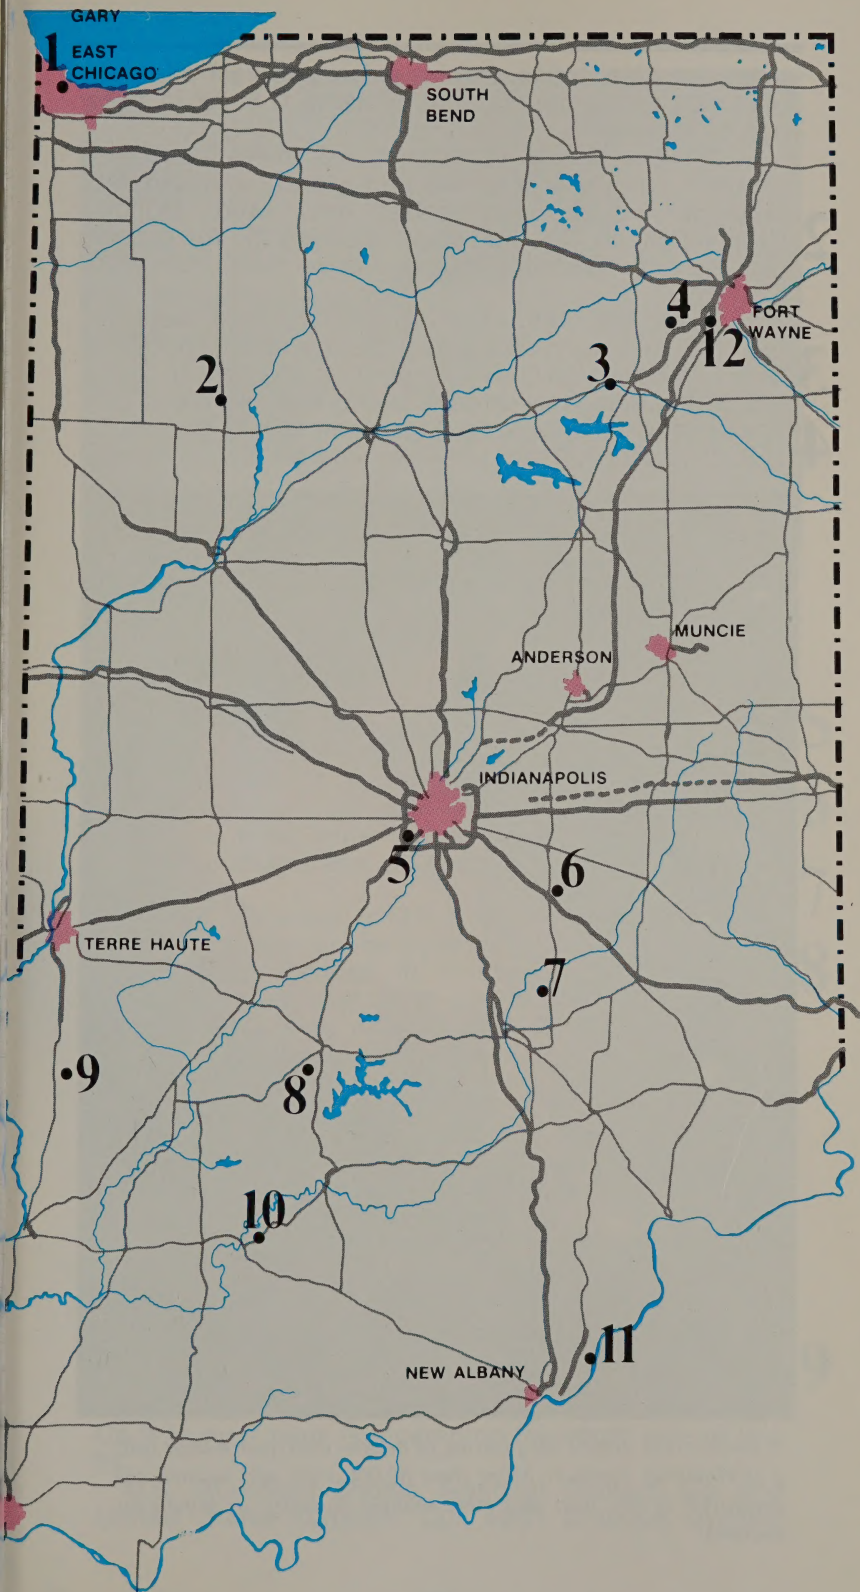 GARY
1
EAST
CHICAGO
SOUTH
BEND
4
FORT
WAYNE
12
3
2
MUNCIE
ANDERSON
INDIANAPOLIS
5
6
TERRE HAUTE
7
9
8
10
11
NEW ALBANY